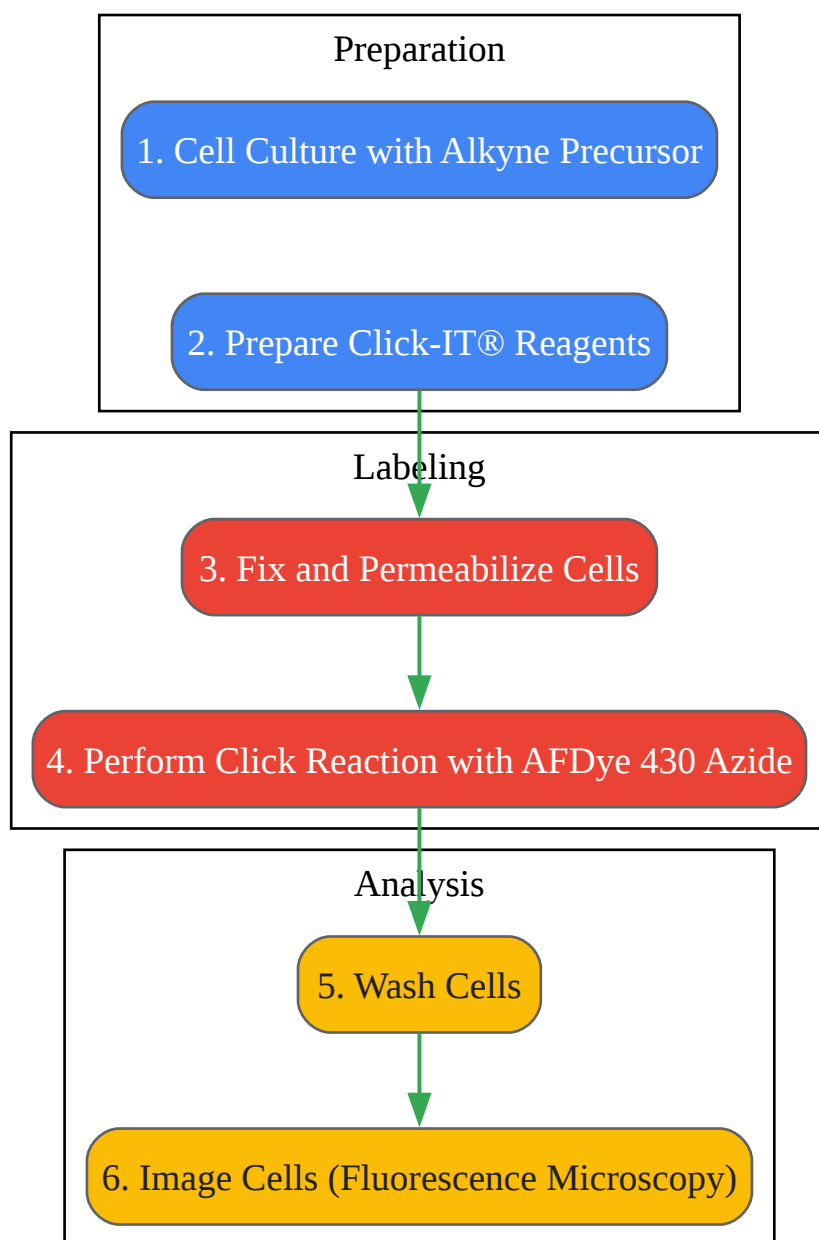 Preparation
1. Cell Culture with Alkyne Precursor
2. Prepare Click-IT® Reagents
Labeling
3. Fix and Permeabilize Cells
4. Perform Click Reaction with AFDye 430 Azide
Analysis
5. Wash Cells
6. Image Cells (Fluorescence Microscopy)